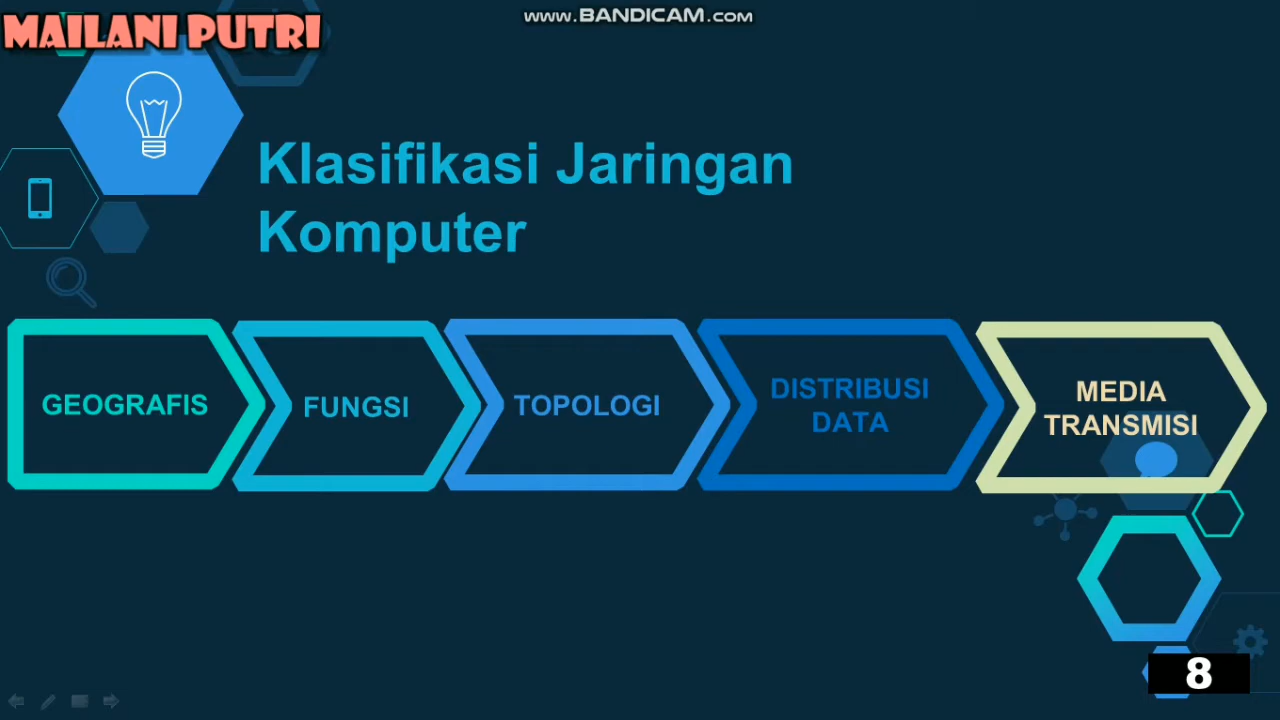 MAILANI PUTRI
www.BANDICAM.com
Klasifikasi Jaringan
Komputer
GEOGRAFIS
FUNGSI
TOPOLOGI
DISTRIBUSI
DATA
MEDIA
TRANSMISI
8